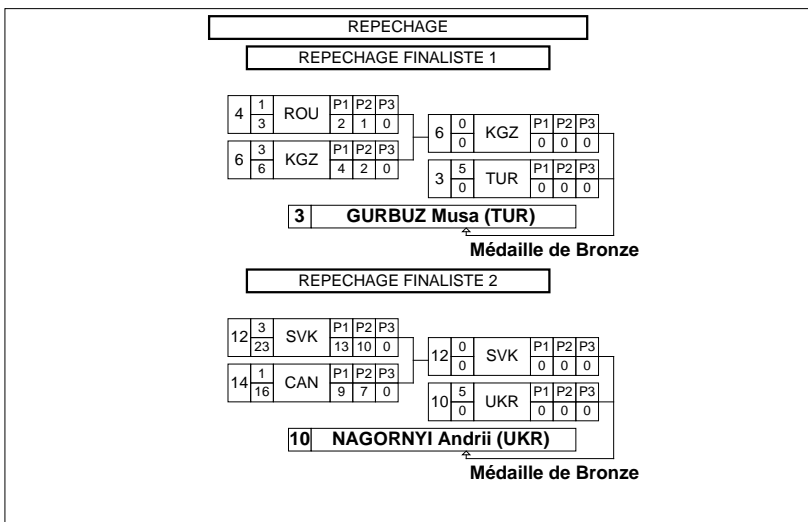 REPECHAGE
REPECHAGE FINALISTE 1
4 1 ROU P1 P2 P3
3 2 1 0
6 3 KGZ P1 P2 P3
6 4 2 0
6 0 KGZ P1 P2 P3
0 0 0 0
3 5 TUR P1 P2 P3
0 0 0 0
3 GURBUZ Musa (TUR)
Médaille de Bronze
REPECHAGE FINALISTE 2
12 3 SVK P1 P2 P3
23 13 10 0
14 1 CAN P1 P2 P3
16 9 7 0
12 0 SVK P1 P2 P3
0 0 0 0
10 5 UKR P1 P2 P3
0 0 0 0
10 NAGORNYI Andrii (UKR)
Médaille de Bronze